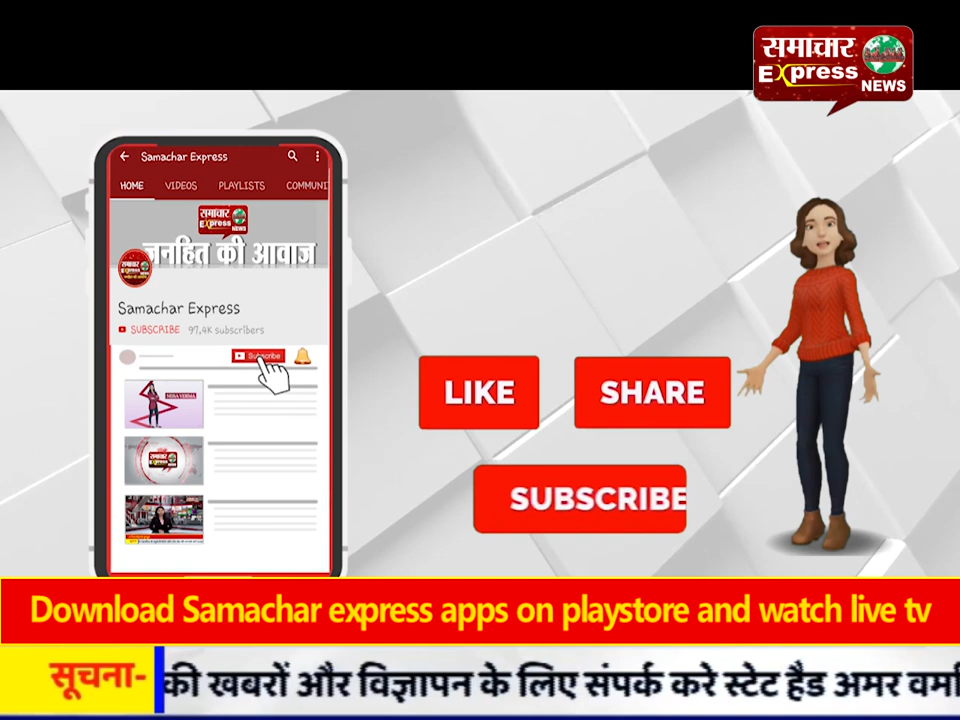 समाचार
Express
NEWS
Samachar Express
HOME VIDEOS PLAYLISTS COMMUNI
समाचार
Express
NEWS
जनहित की आवाज
Samachar Express
SUBSCRIBE 97.4K subscribers
Subscribe
LIKE
SHARE
SUBSCRIBE
Download Samachar express apps on playstore and watch live tv
सूचना- की खबरों और विज्ञापन के लिए संपर्क करे स्टेट हैड अमर वर्मा